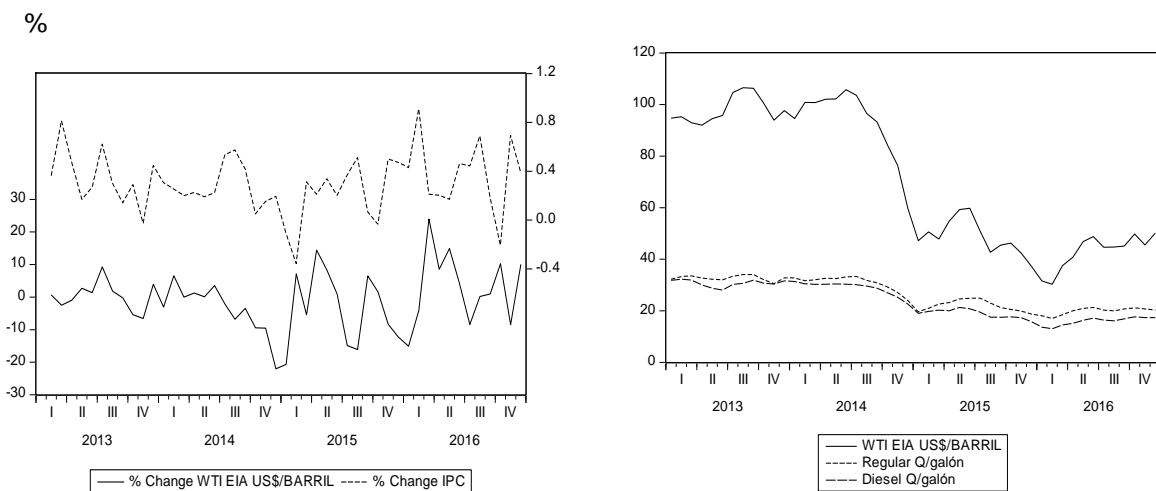 %
1.2
0.8
0.4
0.0
-0.4
30
20
10
0
-10
-20
-30
I II III IV I II III IV I II III IV I II III IV
2013 2014 2015 2016
% Change WTI EIA US$/BARRIL % Change IPC
120
100
80
60
40
20
0
I II III IV I II III IV I II III IV I II III IV
2013 2014 2015 2016
WTI EIA US$/BARRIL
Regular Q/galón
Diesel Q/galón